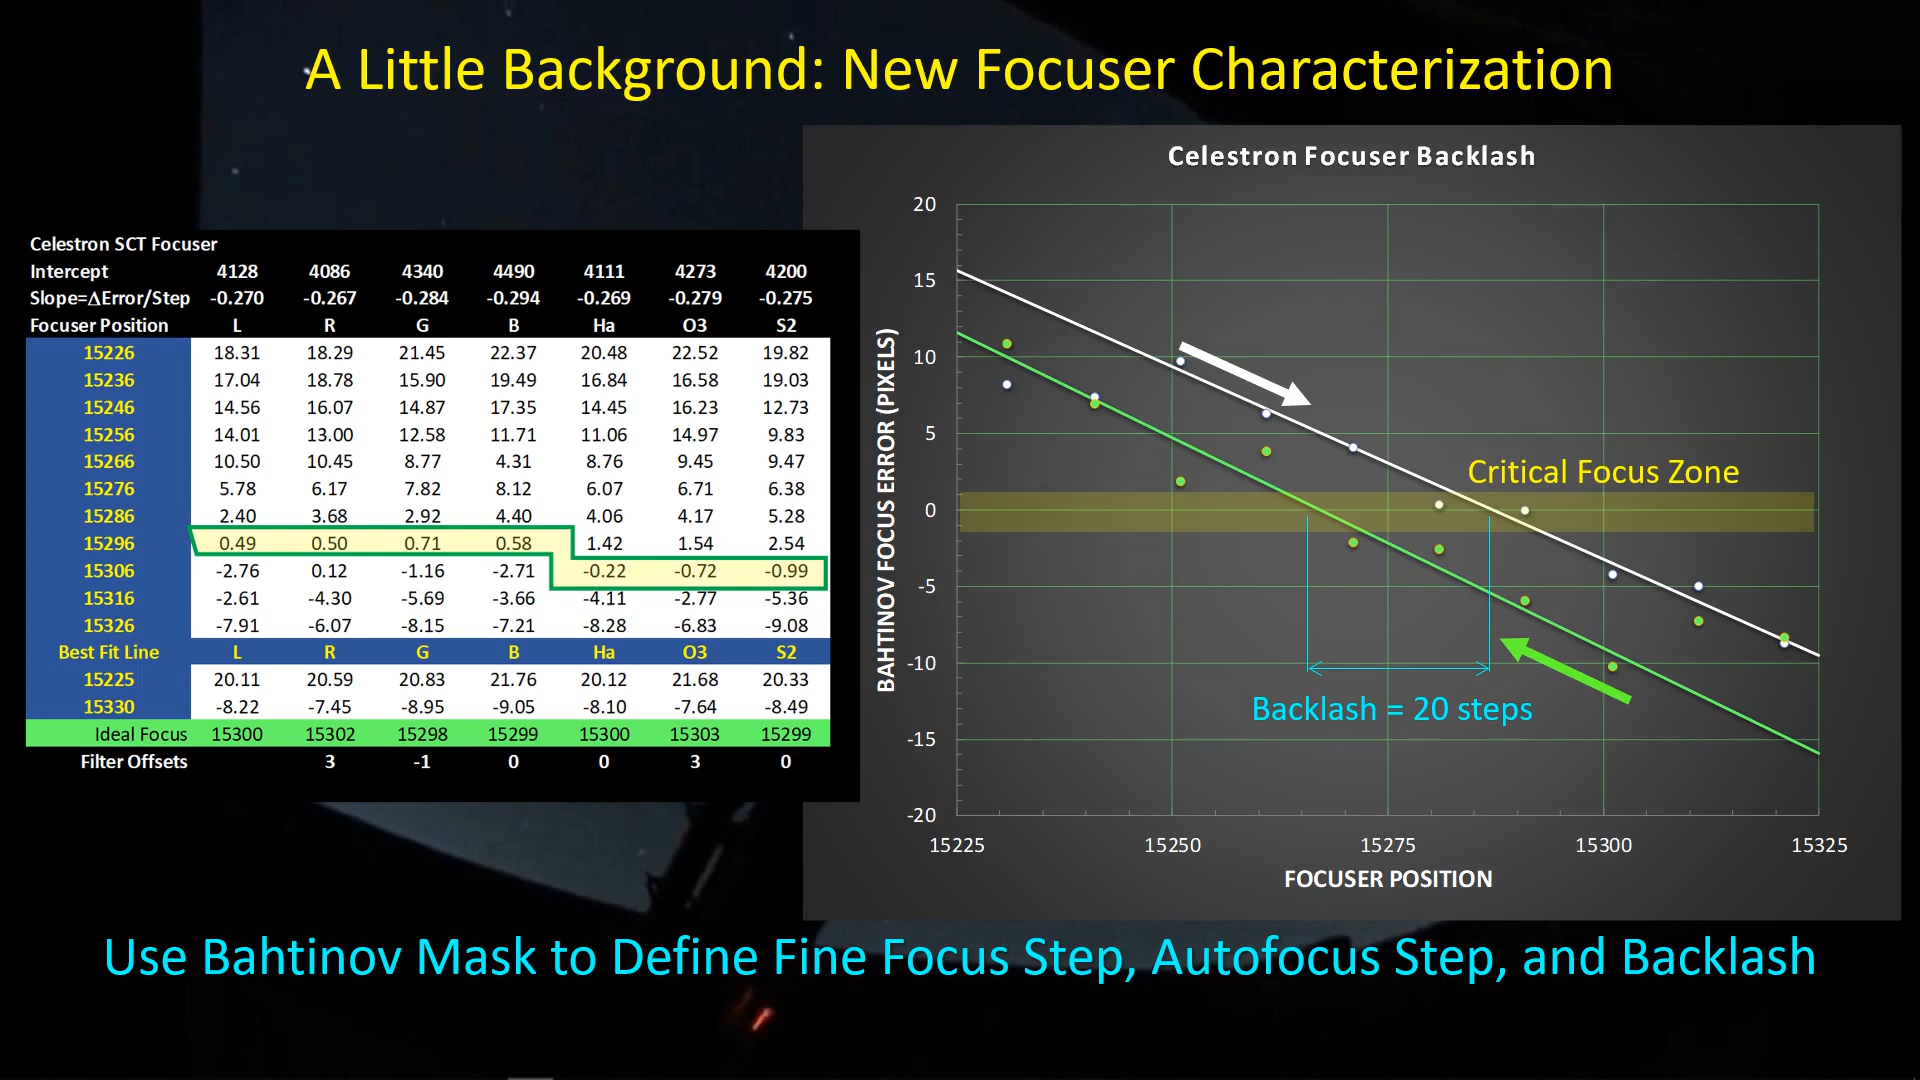 A Little Background: New Focuser Characterization
Celestron SCT Focuser
Intercept 4128 4086 4340 4490 4111 4273 4200
Slope=ΔError/Step -0.270 -0.267 -0.284 -0.294 -0.269 -0.279 -0.275
Focuser Position L R G B Ha O3 S2
15226 18.31 18.29 21.45 22.37 20.48 22.52 19.82
15236 17.04 18.78 15.90 19.49 16.84 16.58 19.03
15246 14.56 16.07 14.87 17.35 14.45 16.23 12.73
15256 14.01 13.00 12.58 11.71 11.06 14.97 9.83
15266 10.50 10.45 8.77 4.31 8.76 9.45 9.47
15276 5.78 6.17 7.82 8.12 6.07 6.71 6.38
15286 2.40 3.68 2.92 4.40 4.06 4.17 5.28
15296 0.49 0.50 0.71 0.58 1.42 1.54 2.54
15306 -2.76 0.12 -1.16 -2.71 -0.22 -0.72 -0.99
15316 -2.61 -4.30 -5.69 -3.66 -4.11 -2.77 -5.36
15326 -7.91 -6.07 -8.15 -7.21 -8.28 -6.83 -9.08
Best Fit Line L R G B Ha O3 S2
15225 20.11 20.59 20.83 21.76 20.12 21.68 20.33
15330 -8.22 -7.45 -8.95 -9.05 -8.10 -7.64 -8.49
Ideal Focus 15300 15302 15298 15299 15300 15303 15299
Filter Offsets 3 -1 0 0 3 0
Celestron Focuser Backlash
BAHTINOV FOCUS ERROR (PIXELS)
20
15
10
5
0
-5
-10
-15
-20
Critical Focus Zone
Backlash = 20 steps
15225 15250 15275 15300 15325
FOCUSER POSITION
Use Bahtinov Mask to Define Fine Focus Step, Autofocus Step, and Backlash